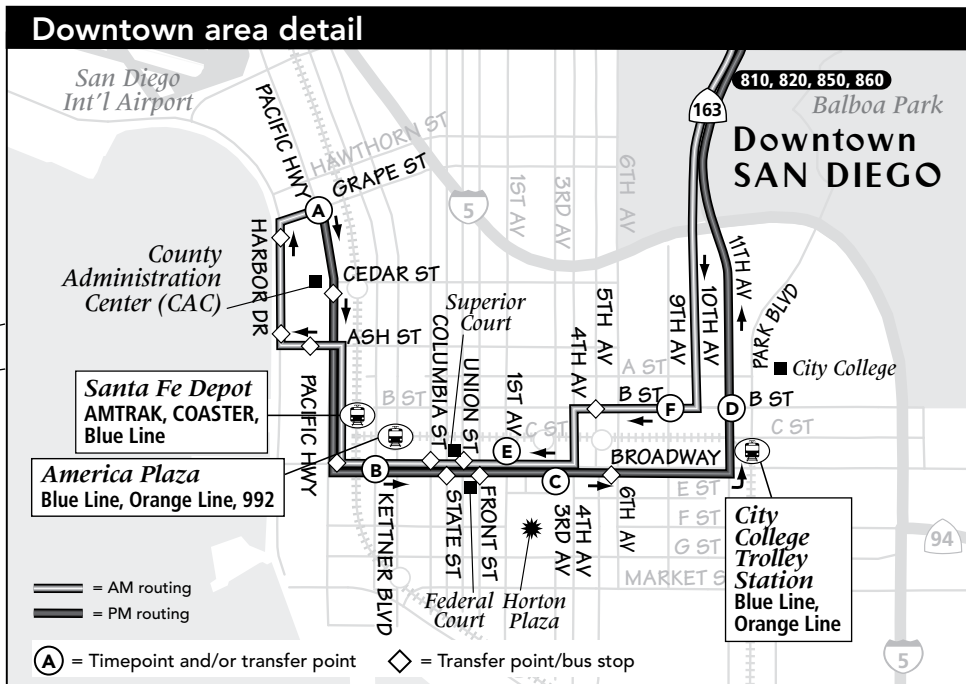 Downtown area detail
San Diego
Int'l Airport
PACIFIC HWY
HAWTHORN ST
GRAPE ST
A
HARBOR DR
County
Administration
Center (CAC)
CEDAR ST
ASH ST
5
1ST AV
3RD AV
6TH AV
163
810, 820, 850, 860
Balboa Park
Downtown
SAN DIEGO
11TH AV
10TH AV
9TH AV
PARK BLVD
5TH AV
4TH AV
Superior
Court
COLUMBIA ST
UNION ST
1ST AV
A ST
B ST
F
D
B ST
City College
C ST
Santa Fe Depot
AMTRAK, COASTER,
Blue Line
B ST
PACIFIC HWY
America Plaza
Blue Line, Orange Line, 992
B
E
C ST
C
BROADWAY
KETTNER BLVD
STATE ST
FRONT ST
3RD AV
4TH AV
6TH AV
E ST
F ST
G ST
MARKET S
94
Federal
Court
Horton
Plaza
City
College
Trolley
Station
Blue Line,
Orange Line
5
= AM routing
= PM routing
A = Timepoint and/or transfer point
= Transfer point/bus stop